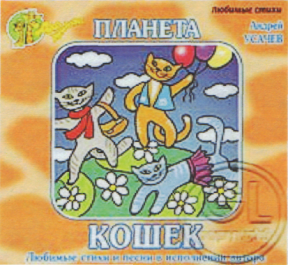 Любимые стихи
ПЛАНЕТА
Андрей
УСАЧЕВ
КОШЕК
Любимые стихи и песни в исполнении автора